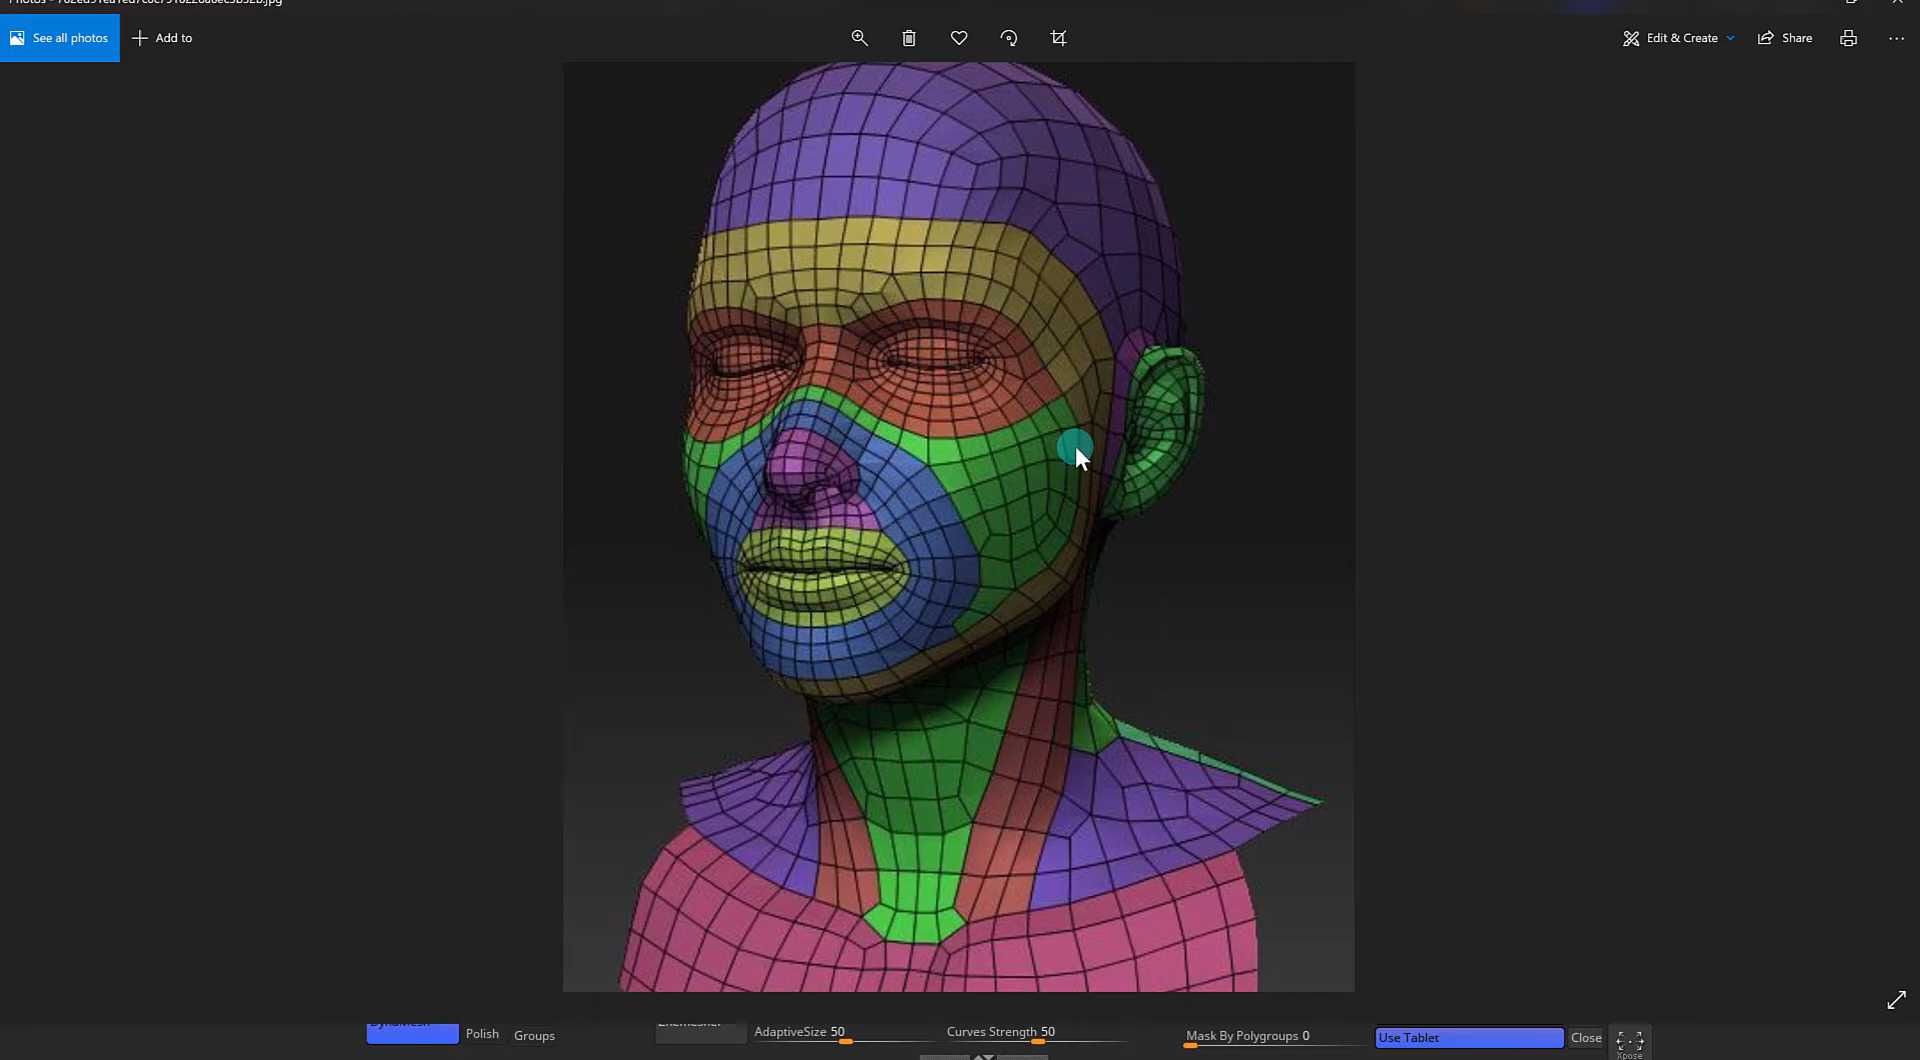 See all photos
Add to
Edit & Create
Share
Polish
Groups
AdaptiveSize 50
Curves Strength 50
Mask By Polygroups 0
Use Tablet
Close
Xpose